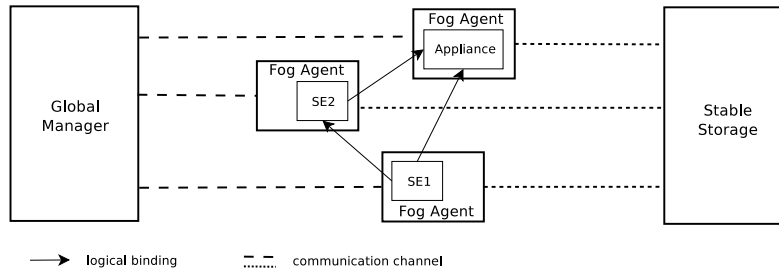 Fog Agent
Appliance
Fog Agent
SE2
Global
Manager
Stable
Storage
SE1
Fog Agent
logical binding
communication channel